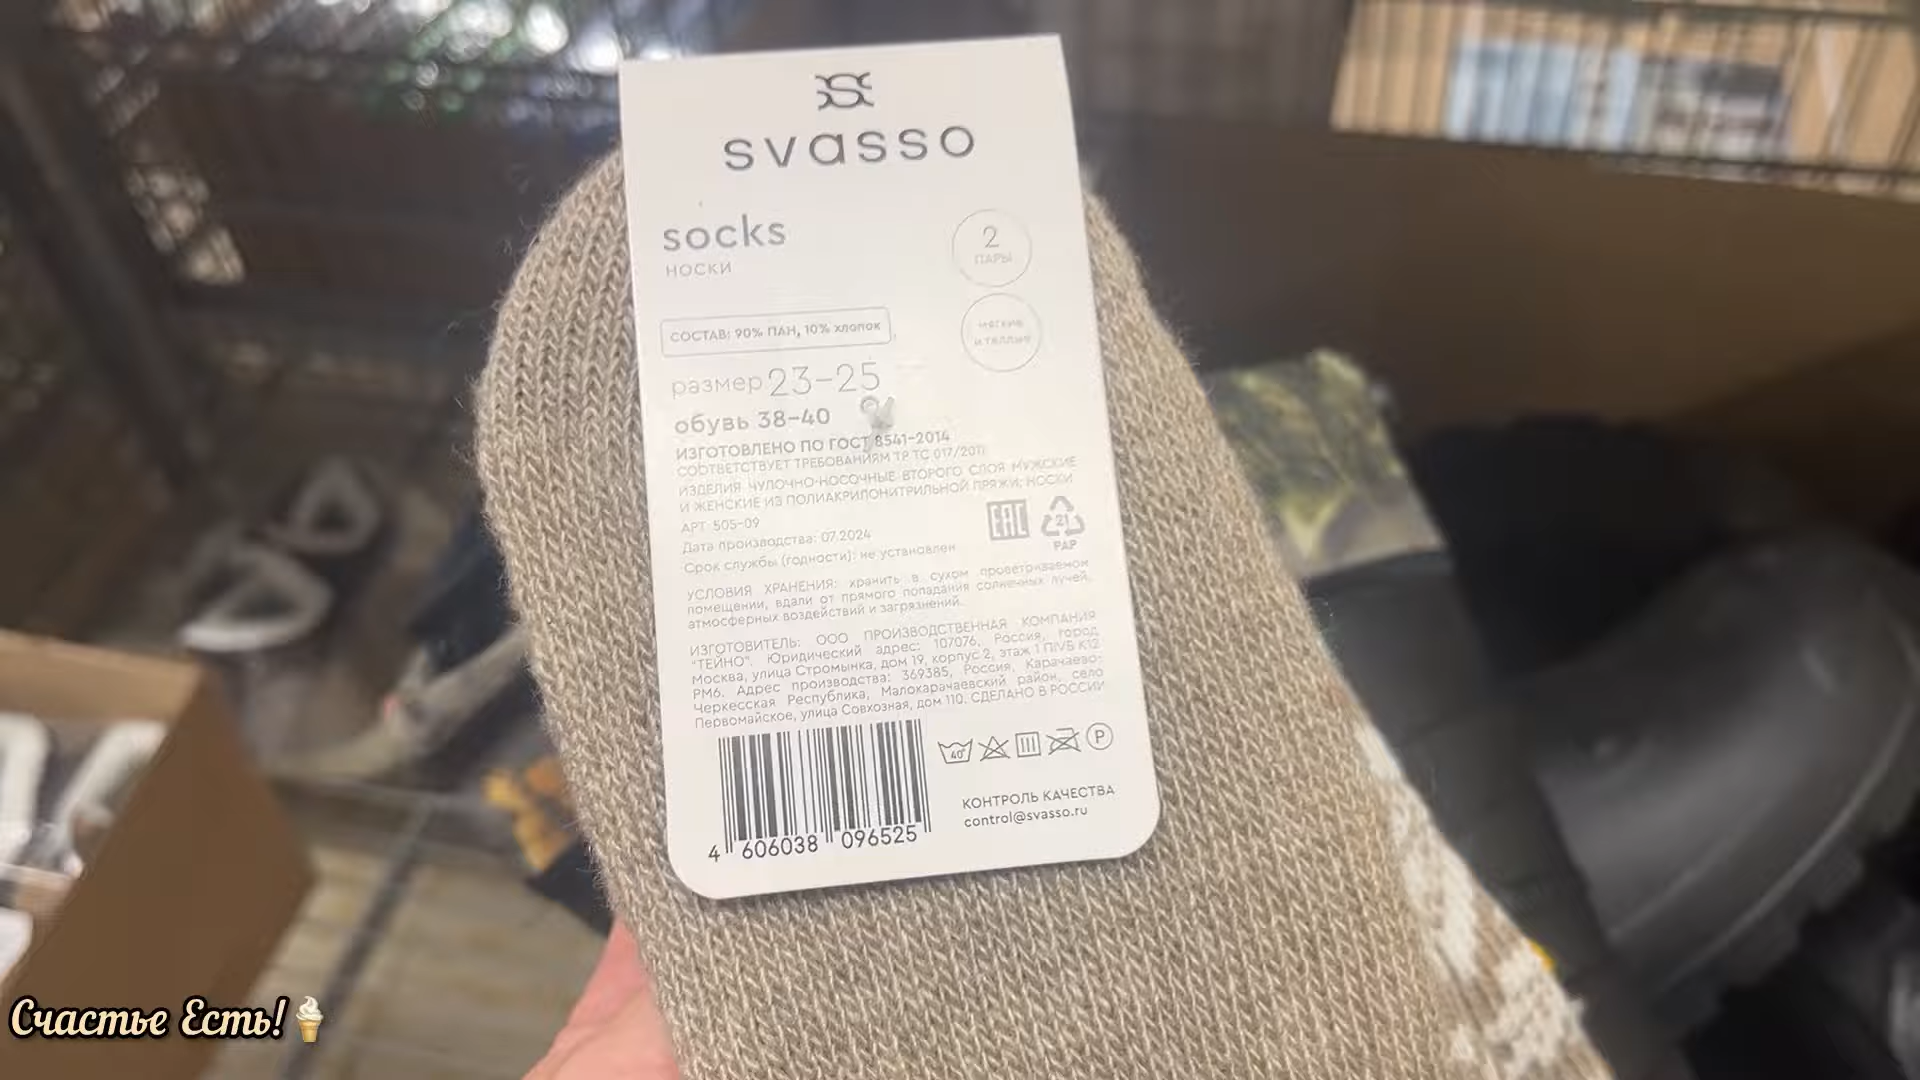 svasso
socks
носки
2
ПАРЫ
мягкие
и теплые
СОСТАВ: 90% ПАН, 10% хлопок
размер 23–25
обувь 38–40
ИЗГОТОВЛЕНО ПО ГОСТ 8541-2014
СООТВЕТСТВУЕТ ТРЕБОВАНИЯМ ТР ТС 017/2011
ИЗДЕЛИЯ ЧУЛОЧНО-НОСОЧНЫЕ ВТОРОГО СЛОЯ МУЖСКИЕ
И ЖЕНСКИЕ ИЗ ПОЛИАКРИЛОНИТРИЛЬНОЙ ПРЯЖИ: НОСКИ
АРТ 505-09
Дата производства: 07.2024
Срок службы (годности): не установлен
EAC
21
PAP
УСЛОВИЯ ХРАНЕНИЯ: хранить в сухом проветриваемом
помещении, вдали от прямого попадания солнечных лучей,
атмосферных воздействий и загрязнений.
ИЗГОТОВИТЕЛЬ: ООО ПРОИЗВОДСТВЕННАЯ КОМПАНИЯ
"ТЕЙНО". Юридический адрес: 107076, Россия, город
Москва, улица Стромынка, дом 19, корпус 2, этаж 1 П\V\Б К12
РМ6. Адрес производства: 369385, Россия, Карачаево-
Черкесская Республика, Малокарачаевский район, село
Первомайское, улица Совхозная, дом 110. СДЕЛАНО В РОССИИ
40°
P
КОНТРОЛЬ КАЧЕСТВА
control@svasso.ru
4 606038 096525
Счастье Есть!